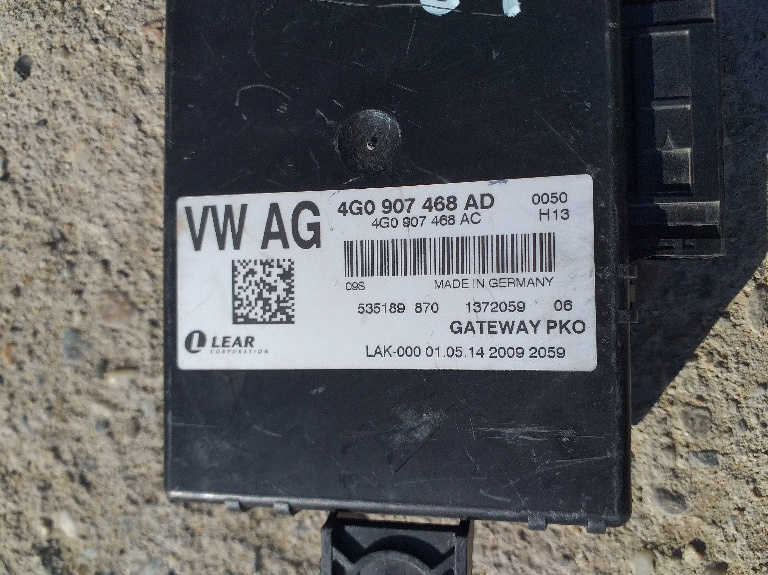 VW AG
4G0 907 468 AD 0050
4G0 907 468 AC H13
09S MADE IN GERMANY
535189 870 1372059 06
GATEWAY PKO
LEAR
CORPORATION
LAK-000 01.05.14 2009 2059